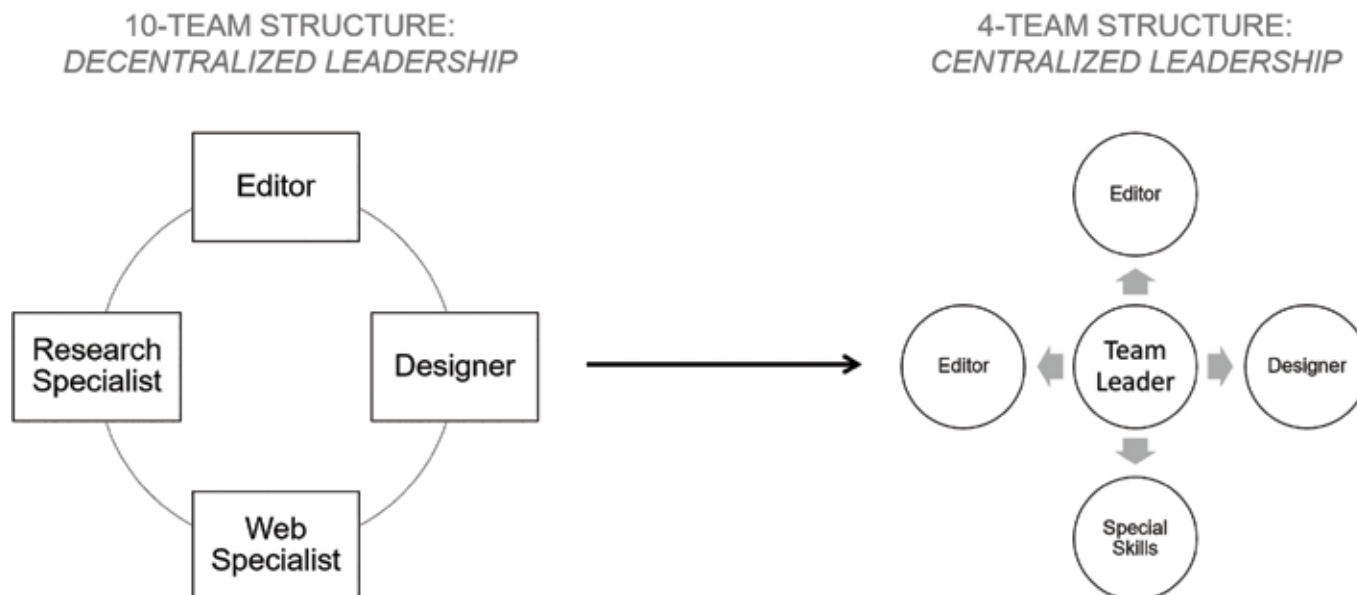 10-TEAM STRUCTURE:
DECENTRALIZED LEADERSHIP
Editor
Research
Specialist
Designer
Web
Specialist
4-TEAM STRUCTURE:
CENTRALIZED LEADERSHIP
Editor
Editor
Team
Leader
Designer
Special
Skills